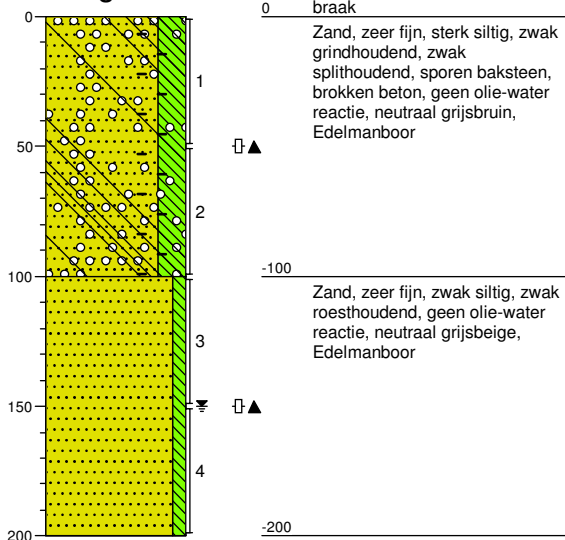 0
braak
0
Zand, zeer fijn, sterk siltig, zwak
grindhoudend, zwak
splithoudend, sporen baksteen,
brokken beton, geen olie-water
reactie, neutraal grijsbruin,
Edelmanboor
1
50
2
-100
100
Zand, zeer fijn, zwak siltig, zwak
roesthoudend, geen olie-water
reactie, neutraal grijsbeige,
Edelmanboor
3
150
4
-200
200